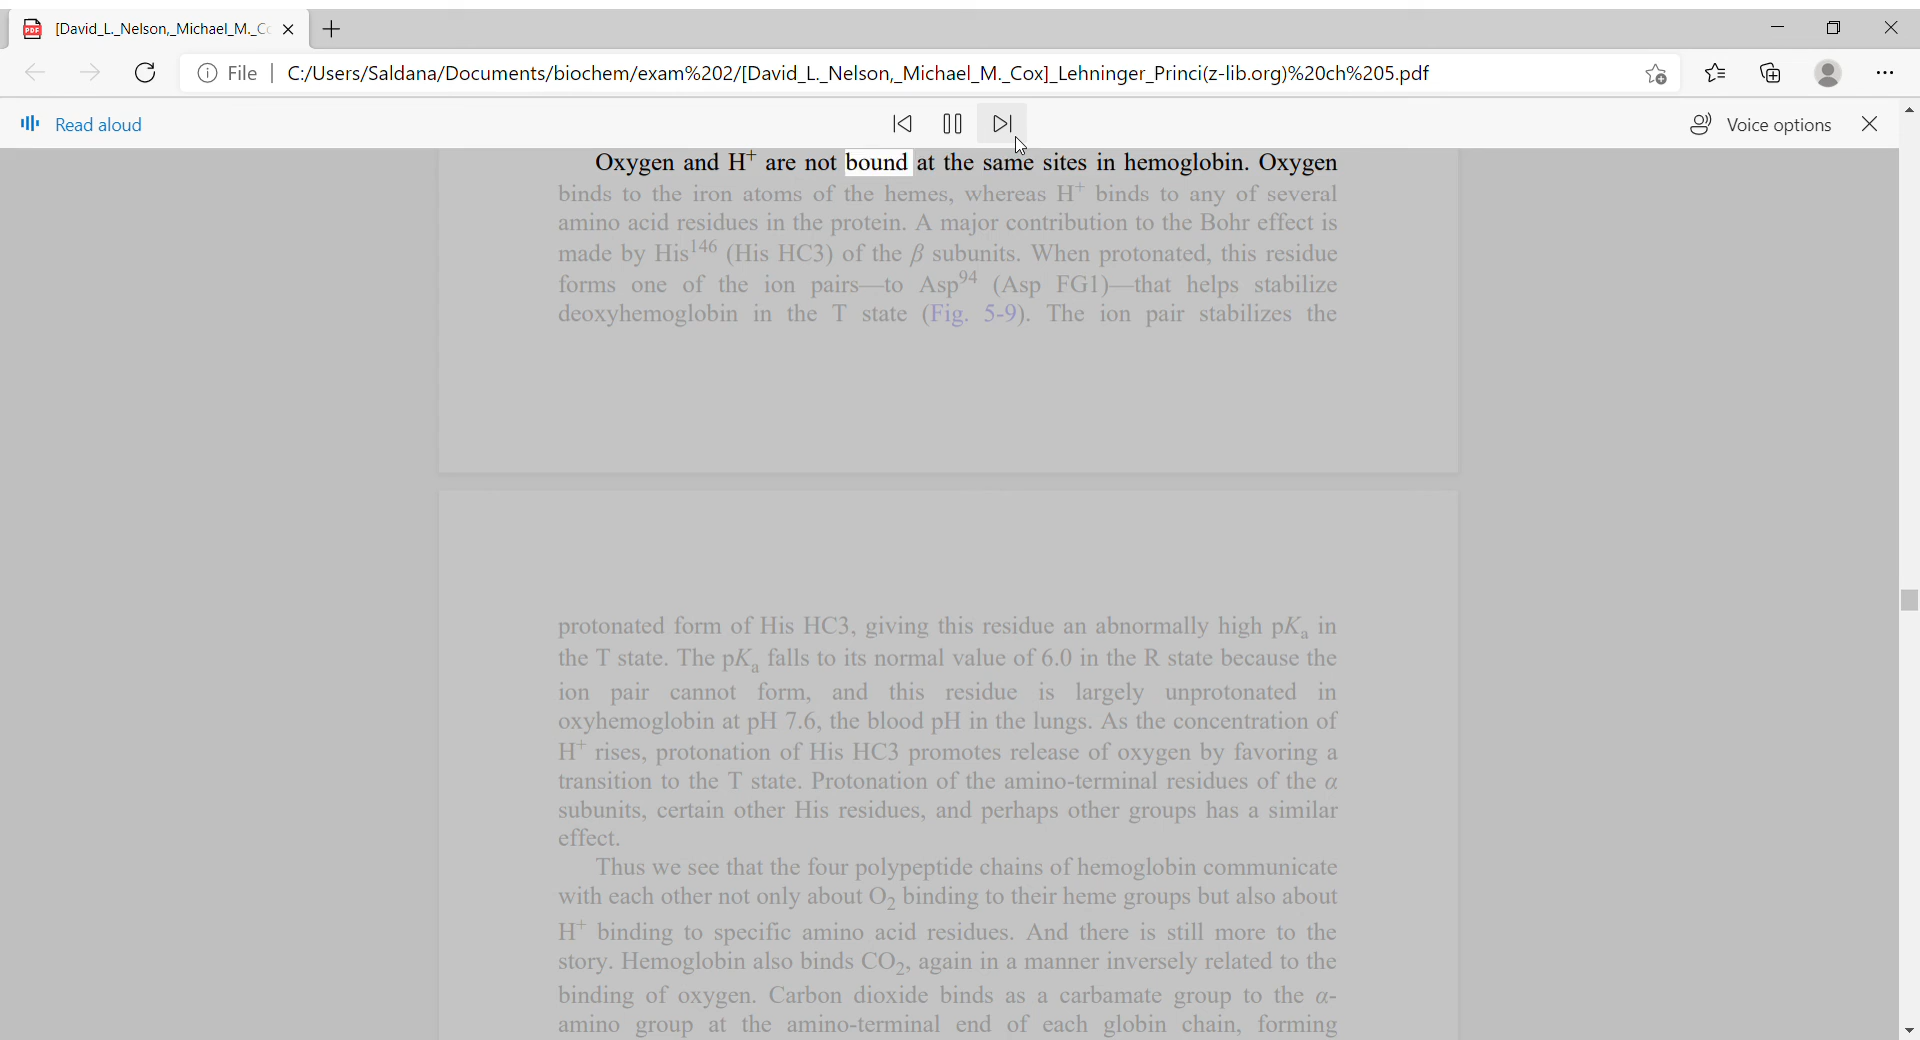 [David_L._Nelson,_Michael_M._Co
File | C:/Users/Saldana/Documents/biochem/exam%202/[David_L._Nelson,_Michael_M._Cox]_Lehninger_Princi(z-lib.org)%20ch%205.pdf
Read aloud
Voice options
Oxygen and H⁺ are not bound at the same sites in hemoglobin. Oxygen
binds to the iron atoms of the hemes, whereas H⁺ binds to any of several
amino acid residues in the protein. A major contribution to the Bohr effect is
made by His¹⁴⁶ (His HC3) of the β subunits. When protonated, this residue
forms one of the ion pairs—to Asp⁹⁴ (Asp FG1)—that helps stabilize
deoxyhemoglobin in the T state (Fig. 5-9). The ion pair stabilizes the
protonated form of His HC3, giving this residue an abnormally high pKₐ in
the T state. The pKₐ falls to its normal value of 6.0 in the R state because the
ion pair cannot form, and this residue is largely unprotonated in
oxyhemoglobin at pH 7.6, the blood pH in the lungs. As the concentration of
H⁺ rises, protonation of His HC3 promotes release of oxygen by favoring a
transition to the T state. Protonation of the amino-terminal residues of the α
subunits, certain other His residues, and perhaps other groups has a similar
effect.
Thus we see that the four polypeptide chains of hemoglobin communicate
with each other not only about O₂ binding to their heme groups but also about
H⁺ binding to specific amino acid residues. And there is still more to the
story. Hemoglobin also binds CO₂, again in a manner inversely related to the
binding of oxygen. Carbon dioxide binds as a carbamate group to the α-
amino group at the amino-terminal end of each globin chain, forming